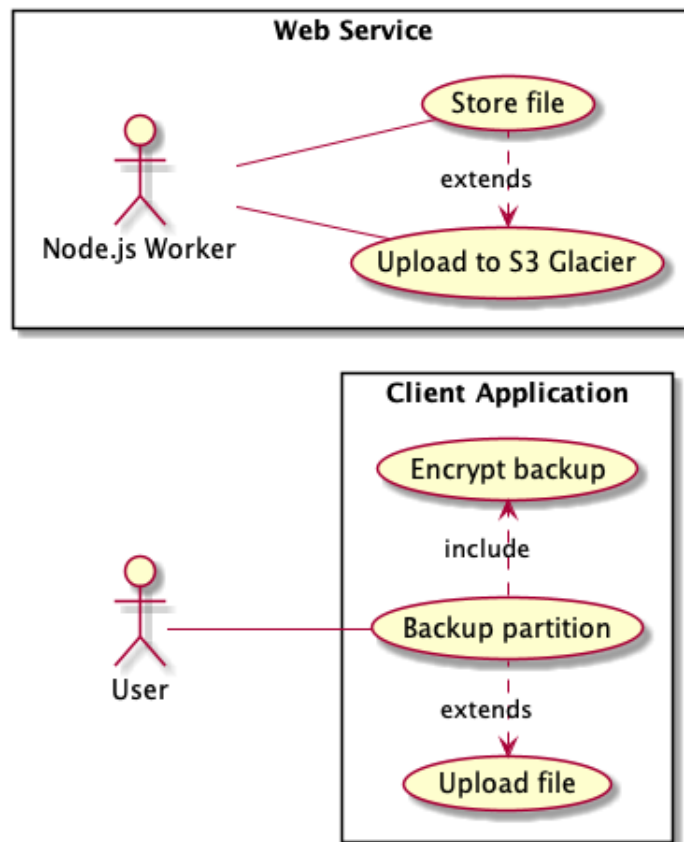 Web Service
Store file
extends
Node.js Worker
Upload to S3 Glacier
Client Application
Encrypt backup
include
Backup partition
User
extends
Upload file